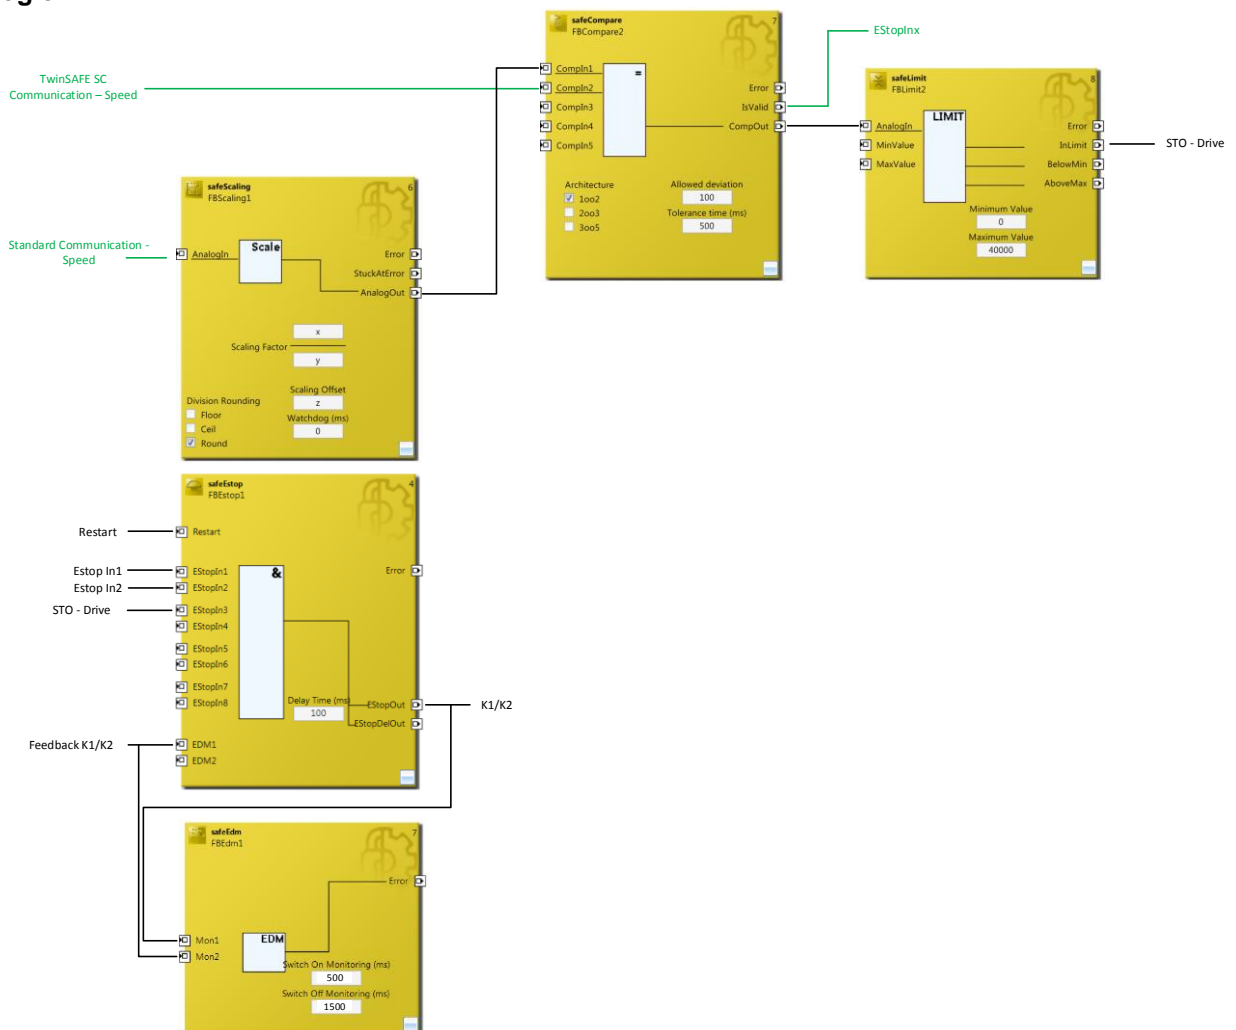 safeCompare
FBCompare2
7
CompIn1
CompIn2
CompIn3
CompIn4
CompIn5
=
Error
IsValid
CompOut
Architecture
1oo2
2oo3
3oo5
Allowed deviation
100
Tolerance time (ms)
500
EStopInx
TwinSAFE SC
Communication – Speed
safeLimit
FBLimit2
8
AnalogIn
MinValue
MaxValue
LIMIT
Error
InLimit
BelowMin
AboveMax
Minimum Value
0
Maximum Value
40000
STO - Drive
safeScaling
FBScaling1
6
Standard Communication -
Speed
AnalogIn
Scale
Error
StuckAtError
AnalogOut
Scaling Factor
x
y
Scaling Offset
z
Division Rounding
Floor
Ceil
Round
Watchdog (ms)
0
safeEstop
FBEstop1
4
Restart
Restart
Estop In1
EStopIn1
Estop In2
EStopIn2
STO - Drive
EStopIn3
EStopIn4
EStopIn5
EStopIn6
EStopIn7
EStopIn8
&
Error
Delay Time (ms)
100
EStopOut
EStopDelOut
K1/K2
Feedback K1/K2
EDM1
EDM2
safeEdm
FBEdm1
7
Error
Mon1
Mon2
EDM
Switch On Monitoring (ms)
500
Switch Off Monitoring (ms)
1500